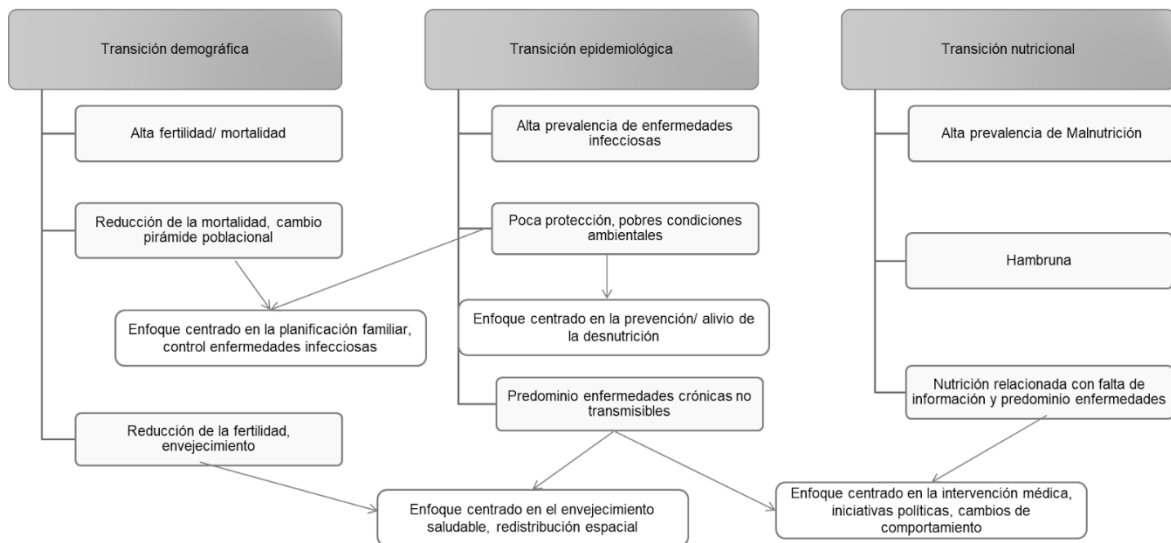 Transición demográfica
Transición epidemiológica
Transición nutricional
Alta fertilidad/ mortalidad
Alta prevalencia de enfermedades
infecciosas
Alta prevalencia de Malnutrición
Reducción de la mortalidad, cambio
pirámide poblacional
Poca protección, pobres condiciones
ambientales
Hambruna
Enfoque centrado en la planificación familiar,
control enfermedades infecciosas
Enfoque centrado en la prevención/ alivio de
la desnutrición
Predominio enfermedades crónicas no
transmisibles
Nutrición relacionada con falta de
información y predominio enfermedades
Reducción de la fertilidad,
envejecimiento
Enfoque centrado en el envejecimiento
saludable, redistribución espacial
Enfoque centrado en la intervención médica,
iniciativas políticas, cambios de
comportamiento